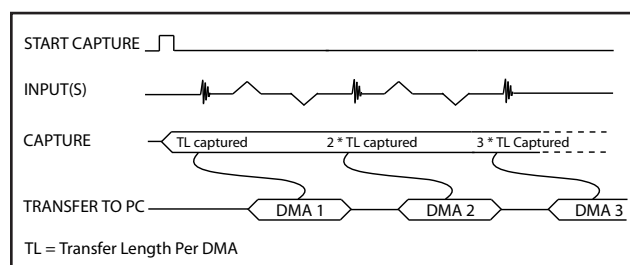 START CAPTURE
INPUT(S)
CAPTURE
TL captured 2 * TL captured 3 * TL Captured
TRANSFER TO PC
DMA 1 DMA 2 DMA 3
TL = Transfer Length Per DMA